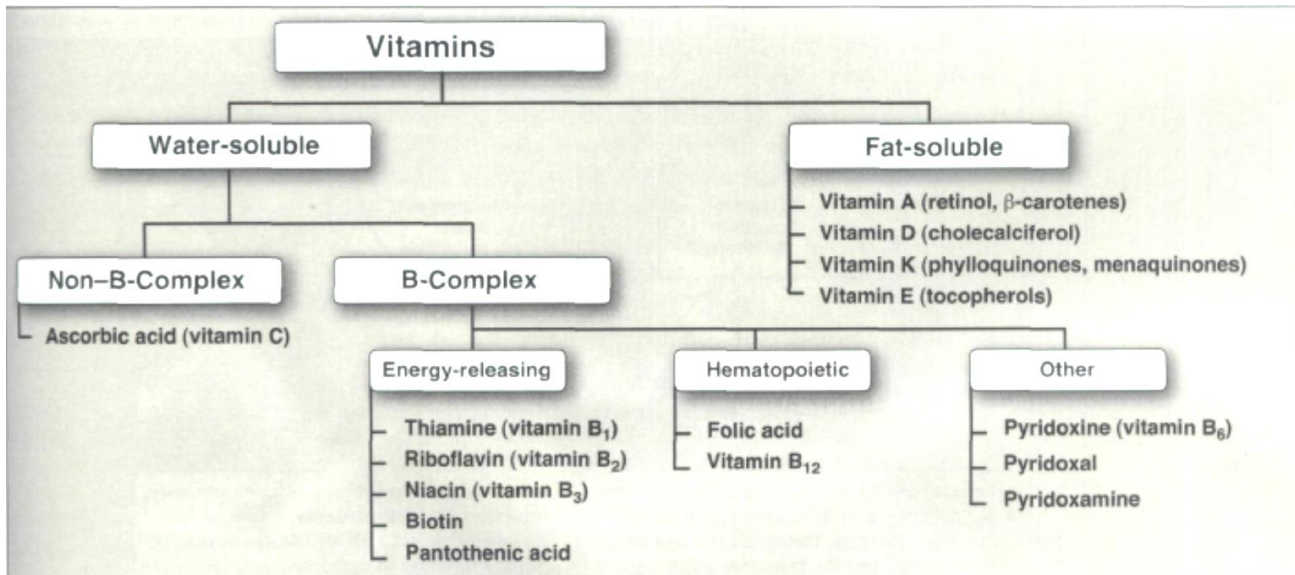 Vitamins
Water-soluble
Fat-soluble
Vitamin A (retinol, β-carotenes)
Vitamin D (cholecalciferol)
Vitamin K (phylloquinones, menaquinones)
Vitamin E (tocopherols)
Non–B-Complex
B-Complex
Ascorbic acid (vitamin C)
Energy-releasing
Hematopoietic
Other
Thiamine (vitamin B₁)
Riboflavin (vitamin B₂)
Niacin (vitamin B₃)
Biotin
Pantothenic acid
Folic acid
Vitamin B₁₂
Pyridoxine (vitamin B₆)
Pyridoxal
Pyridoxamine